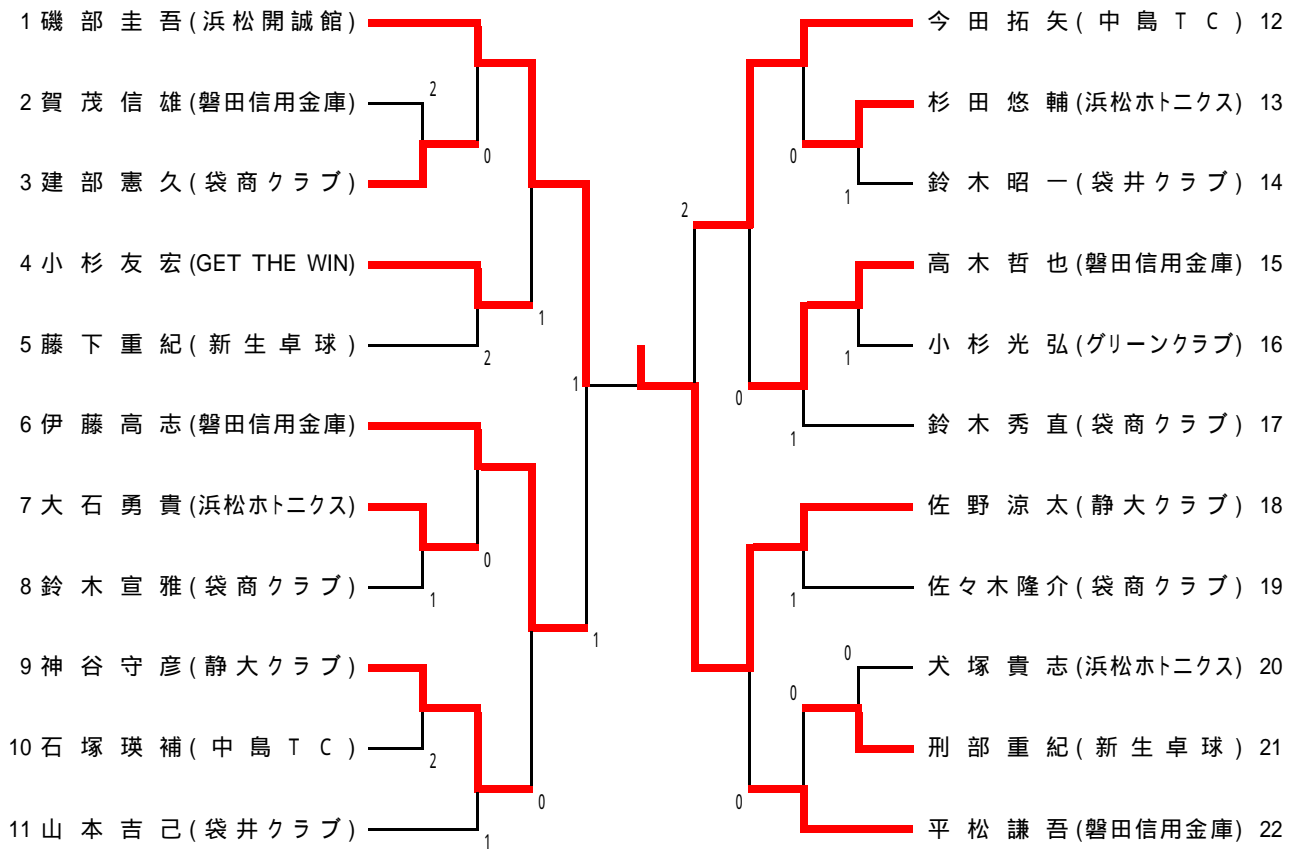 1 磯部圭吾(浜松開誠館)
2 賀茂信雄(磐田信用金庫)
2
0
3 建部憲久(袋商クラブ)
4 小杉友宏(GET THE WIN)
1
5 藤下重紀(新生卓球)
2
1
6 伊藤高志(磐田信用金庫)
7 大石勇貴(浜松ホトニクス)
0
8 鈴木宣雅(袋商クラブ)
1
1
9 神谷守彦(静大クラブ)
10 石塚瑛補(中島TC)
2
0
11 山本吉己(袋井クラブ)
1
今田拓矢(中島TC) 12
杉田悠輔(浜松ホトニクス) 13
0
鈴木昭一(袋井クラブ) 14
1
2
高木哲也(磐田信用金庫) 15
小杉光弘(グリーンクラブ) 16
1
0
鈴木秀直(袋商クラブ) 17
1
佐野涼太(静大クラブ) 18
佐々木隆介(袋商クラブ) 19
1
0
犬塚貴志(浜松ホトニクス) 20
0
刑部重紀(新生卓球) 21
0
平松謙吾(磐田信用金庫) 22